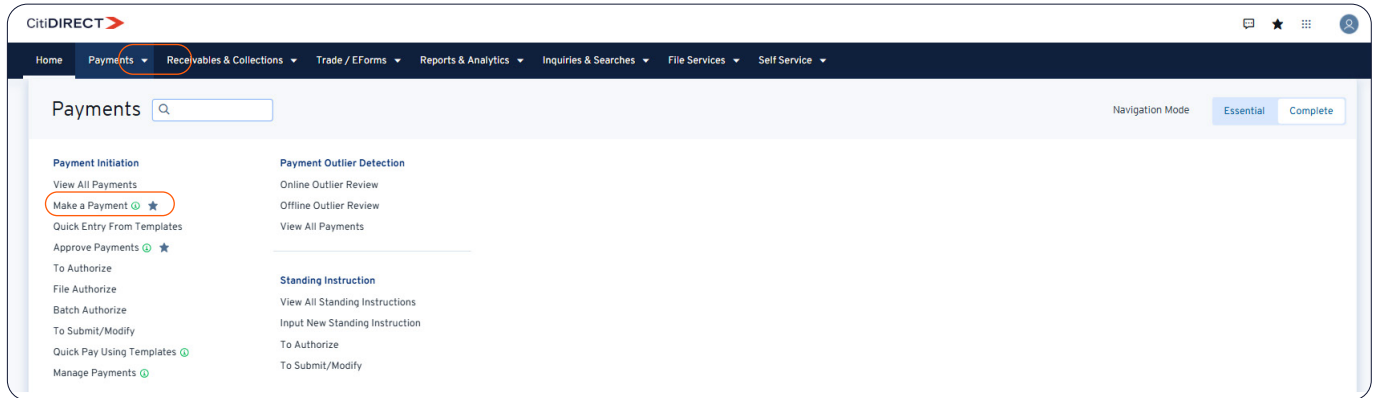 CitiDIRECT
Home Payments Receivables & Collections Trade / EForms Reports & Analytics Inquiries & Searches File Services Self Service
Payments
Navigation Mode Essential Complete
Payment Initiation
View All Payments
Make a Payment
Quick Entry From Templates
Approve Payments
To Authorize
File Authorize
Batch Authorize
To Submit/Modify
Quick Pay Using Templates
Manage Payments
Payment Outlier Detection
Online Outlier Review
Offline Outlier Review
View All Payments
Standing Instruction
View All Standing Instructions
Input New Standing Instruction
To Authorize
To Submit/Modify